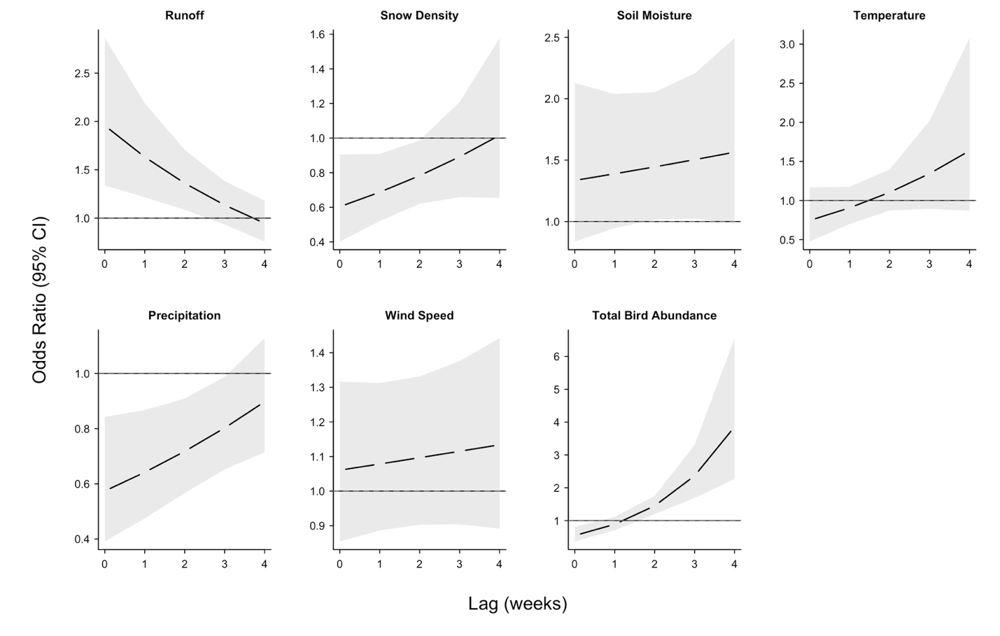 Runoff
Snow Density
Soil Moisture
Temperature
2.5
2.0
1.5
1.0
0 1 2 3 4
1.6
1.4
1.2
1.0
0.8
0.6
0.4
0 1 2 3 4
2.5
2.0
1.5
1.0
0 1 2 3 4
3.0
2.5
2.0
1.5
1.0
0.5
0 1 2 3 4
Odds Ratio (95% CI)
Precipitation
Wind Speed
Total Bird Abundance
1.0
0.8
0.6
0.4
0 1 2 3 4
1.4
1.3
1.2
1.1
1.0
0.9
0 1 2 3 4
6
5
4
3
2
1
0 1 2 3 4
Lag (weeks)